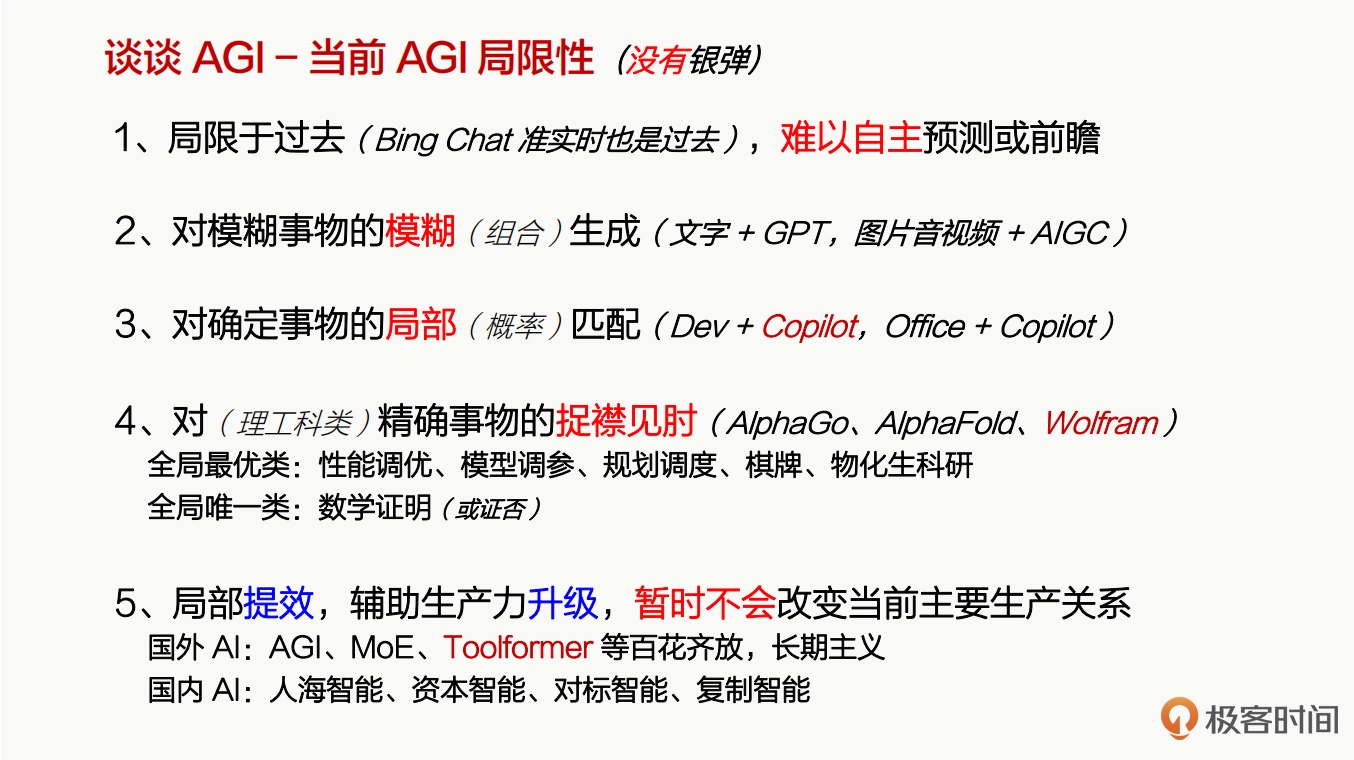 谈谈 AGI – 当前 AGI 局限性（没有银弹）
1、局限于过去（Bing Chat 准实时也是过去），难以自主预测或前瞻
2、对模糊事物的模糊（组合）生成（文字 + GPT，图片音视频 + AIGC）
3、对确定事物的局部（概率）匹配（Dev + Copilot，Office + Copilot）
4、对（理工科类）精确事物的捉襟见肘（AlphaGo、AlphaFold、Wolfram）
全局最优类：性能调优、模型调参、规划调度、棋牌、物化生科研
全局唯一类：数学证明（或证否）
5、局部提效，辅助生产力升级，暂时不会改变当前主要生产关系
国外 AI：AGI、MoE、Toolformer 等百花齐放，长期主义
国内 AI：人海智能、资本智能、对标智能、复制智能
极客时间